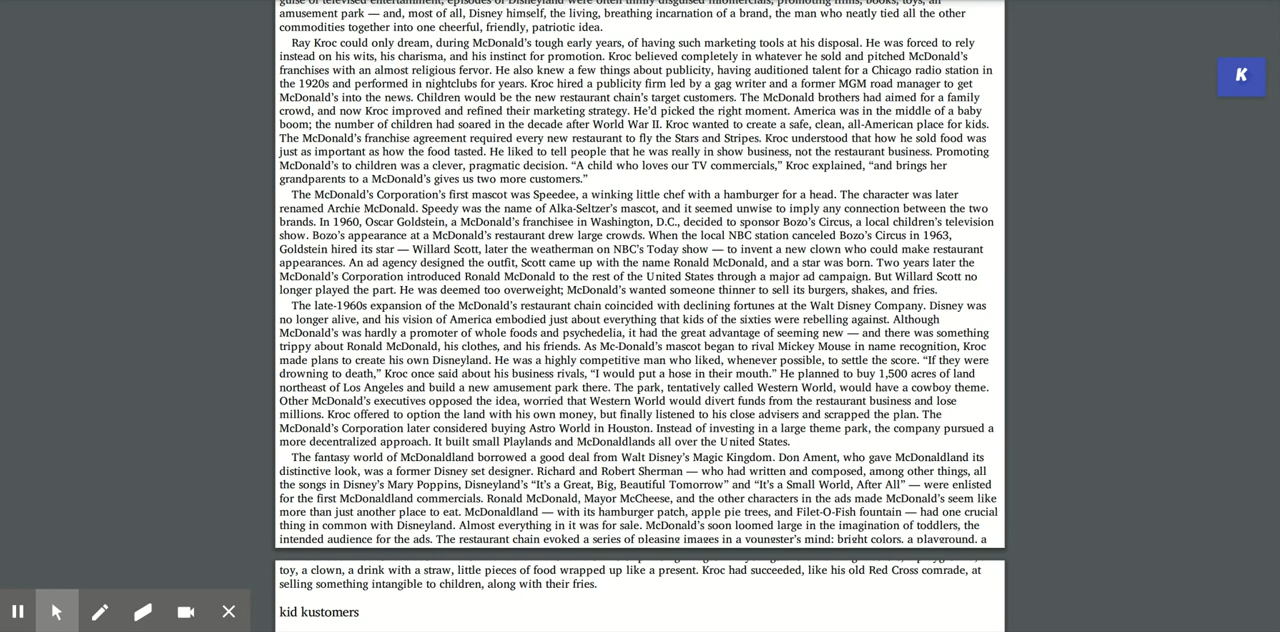 guise of televised entertainment, episodes of Disneyland were often thinly disguised infomercials, promoting films, books, toys, an
amusement park — and, most of all, Disney himself, the living, breathing incarnation of a brand, the man who neatly tied all the other
commodities together into one cheerful, friendly, patriotic idea.
Ray Kroc could only dream, during McDonald’s tough early years, of having such marketing tools at his disposal. He was forced to rely
instead on his wits, his charisma, and his instinct for promotion. Kroc believed completely in whatever he sold and pitched McDonald’s
franchises with an almost religious fervor. He also knew a few things about publicity, having auditioned talent for a Chicago radio station in
the 1920s and performed in nightclubs for years. Kroc hired a publicity firm led by a gag writer and a former MGM road manager to get
McDonald’s into the news. Children would be the new restaurant chain’s target customers. The McDonald brothers had aimed for a family
crowd, and now Kroc improved and refined their marketing strategy. He’d picked the right moment. America was in the middle of a baby
boom; the number of children had soared in the decade after World War II. Kroc wanted to create a safe, clean, all-American place for kids.
The McDonald’s franchise agreement required every new restaurant to fly the Stars and Stripes. Kroc understood that how he sold food was
just as important as how the food tasted. He liked to tell people that he was really in show business, not the restaurant business. Promoting
McDonald’s to children was a clever, pragmatic decision. “A child who loves our TV commercials,” Kroc explained, “and brings her
grandparents to a McDonald’s gives us two more customers.”
The McDonald’s Corporation’s first mascot was Speedee, a winking little chef with a hamburger for a head. The character was later
renamed Archie McDonald. Speedy was the name of Alka-Seltzer’s mascot, and it seemed unwise to imply any connection between the two
brands. In 1960, Oscar Goldstein, a McDonald’s franchisee in Washington, D.C., decided to sponsor Bozo’s Circus, a local children’s television
show. Bozo’s appearance at a McDonald’s restaurant drew large crowds. When the local NBC station canceled Bozo’s Circus in 1963,
Goldstein hired its star — Willard Scott, later the weatherman on NBC’s Today show — to invent a new clown who could make restaurant
appearances. An ad agency designed the outfit, Scott came up with the name Ronald McDonald, and a star was born. Two years later the
McDonald’s Corporation introduced Ronald McDonald to the rest of the United States through a major ad campaign. But Willard Scott no
longer played the part. He was deemed too overweight; McDonald’s wanted someone thinner to sell its burgers, shakes, and fries.
The late-1960s expansion of the McDonald’s restaurant chain coincided with declining fortunes at the Walt Disney Company. Disney was
no longer alive, and his vision of America embodied just about everything that kids of the sixties were rebelling against. Although
McDonald’s was hardly a promoter of whole foods and psychedelia, it had the great advantage of seeming new — and there was something
trippy about Ronald McDonald, his clothes, and his friends. As Mc-Donald’s mascot began to rival Mickey Mouse in name recognition, Kroc
made plans to create his own Disneyland. He was a highly competitive man who liked, whenever possible, to settle the score. “If they were
drowning to death,” Kroc once said about his business rivals, “I would put a hose in their mouth.” He planned to buy 1,500 acres of land
northeast of Los Angeles and build a new amusement park there. The park, tentatively called Western World, would have a cowboy theme.
Other McDonald’s executives opposed the idea, worried that Western World would divert funds from the restaurant business and lose
millions. Kroc offered to option the land with his own money, but finally listened to his close advisers and scrapped the plan. The
McDonald’s Corporation later considered buying Astro World in Houston. Instead of investing in a large theme park, the company pursued a
more decentralized approach. It built small Playlands and McDonaldlands all over the United States.
The fantasy world of McDonaldland borrowed a good deal from Walt Disney’s Magic Kingdom. Don Ament, who gave McDonaldland its
distinctive look, was a former Disney set designer. Richard and Robert Sherman — who had written and composed, among other things, all
the songs in Disney’s Mary Poppins, Disneyland’s “It’s a Great, Big, Beautiful Tomorrow” and “It’s a Small World, After All” — were enlisted
for the first McDonaldland commercials. Ronald McDonald, Mayor McCheese, and the other characters in the ads made McDonald’s seem like
more than just another place to eat. McDonaldland — with its hamburger patch, apple pie trees, and Filet-O-Fish fountain — had one crucial
thing in common with Disneyland. Almost everything in it was for sale. McDonald’s soon loomed large in the imagination of toddlers, the
intended audience for the ads. The restaurant chain evoked a series of pleasing images in a youngster’s mind: bright colors, a playground, a
toy, a clown, a drink with a straw, little pieces of food wrapped up like a present. Kroc had succeeded, like his old Red Cross comrade, at
selling something intangible to children, along with their fries.
kid kustomers
K